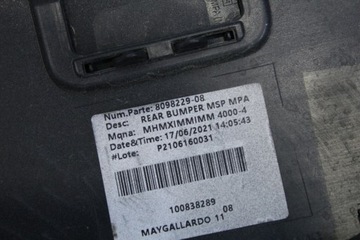 Num.Parte: 8098229-08
Desc: REAR BUMPER MSP MPA
Mqna: MHMXIMMIMM 4000-4
Date&Time: 17/06/2021 14:05:43
#Lote: P2106160031
100838289 08
MAYGALLARDO 11